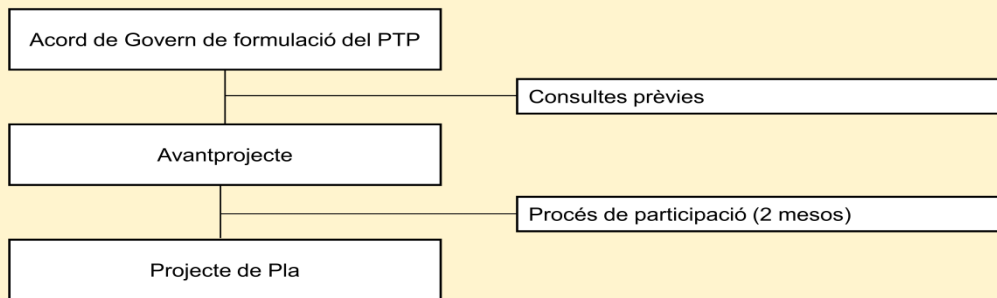 Acord de Govern de formulació del PTP
Consultes prèvies
Avantprojecte
Procés de participació (2 mesos)
Projecte de Pla